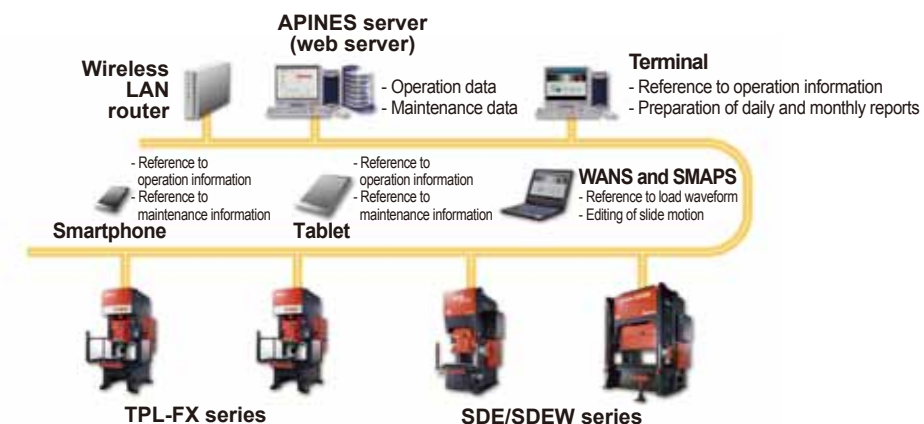 APINES server
(web server)
Wireless
LAN
router
- Operation data
- Maintenance data
Terminal
- Reference to operation information
- Preparation of daily and monthly reports
- Reference to
operation information
- Reference to
maintenance information
Smartphone
- Reference to
operation information
- Reference to
maintenance information
Tablet
WANS and SMAPS
- Reference to load waveform
- Editing of slide motion
TPL-FX series
SDE/SDEW series